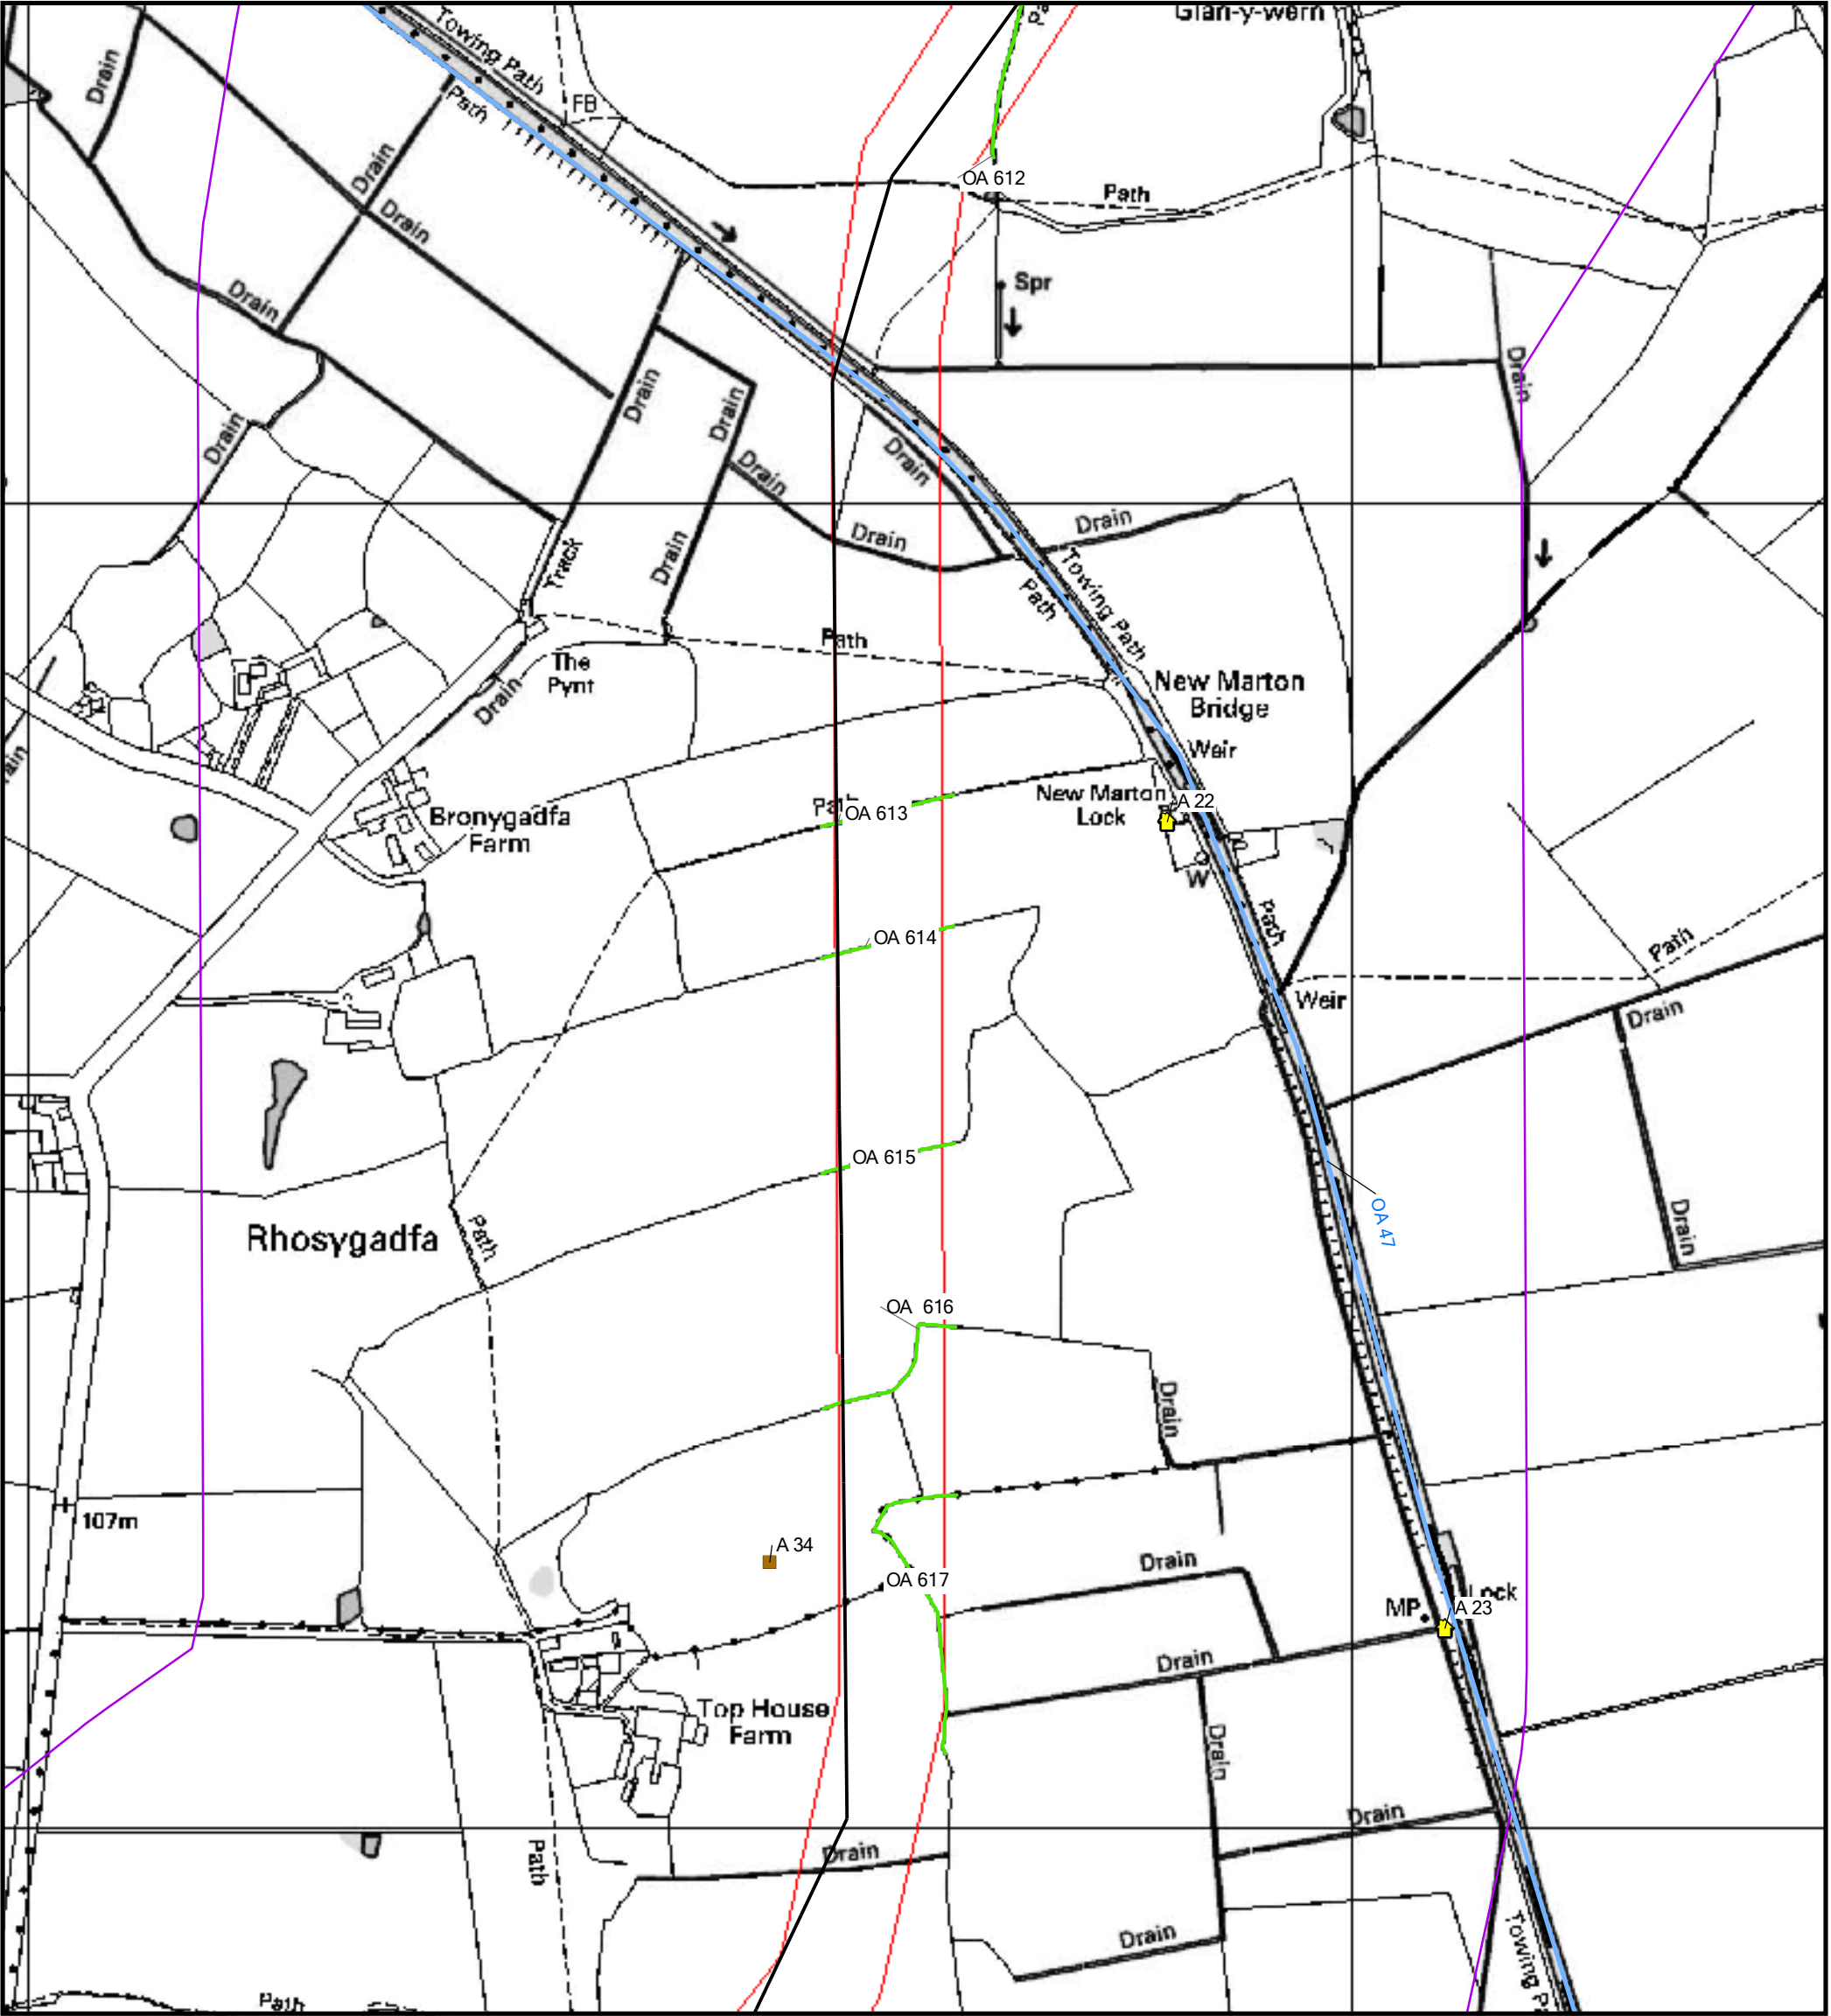 Glan-y-wern
Towing Path
Drain
Path
FB
OA 612
Path
Drain
Drain
Spr
Drain
Drain
Drain
Drain
Drain
Drain
Drain
Drain
Drain
Track
Drain
Towing Path
Path
Path
The
Pynt
Drain
New Marton
Bridge
Weir
New Marton
Lock
A 22
OA 613
Bronygadfa
Farm
W
Path
OA 614
Path
Weir
Drain
OA 615
OA 47
Drain
Rhosygadfa
Path
OA 616
Drain
107m
A 34
Drain
OA 617
Lock
MP
A 23
Drain
Top House
Farm
Drain
Drain
Drain
Path
Drain
Towing
Path